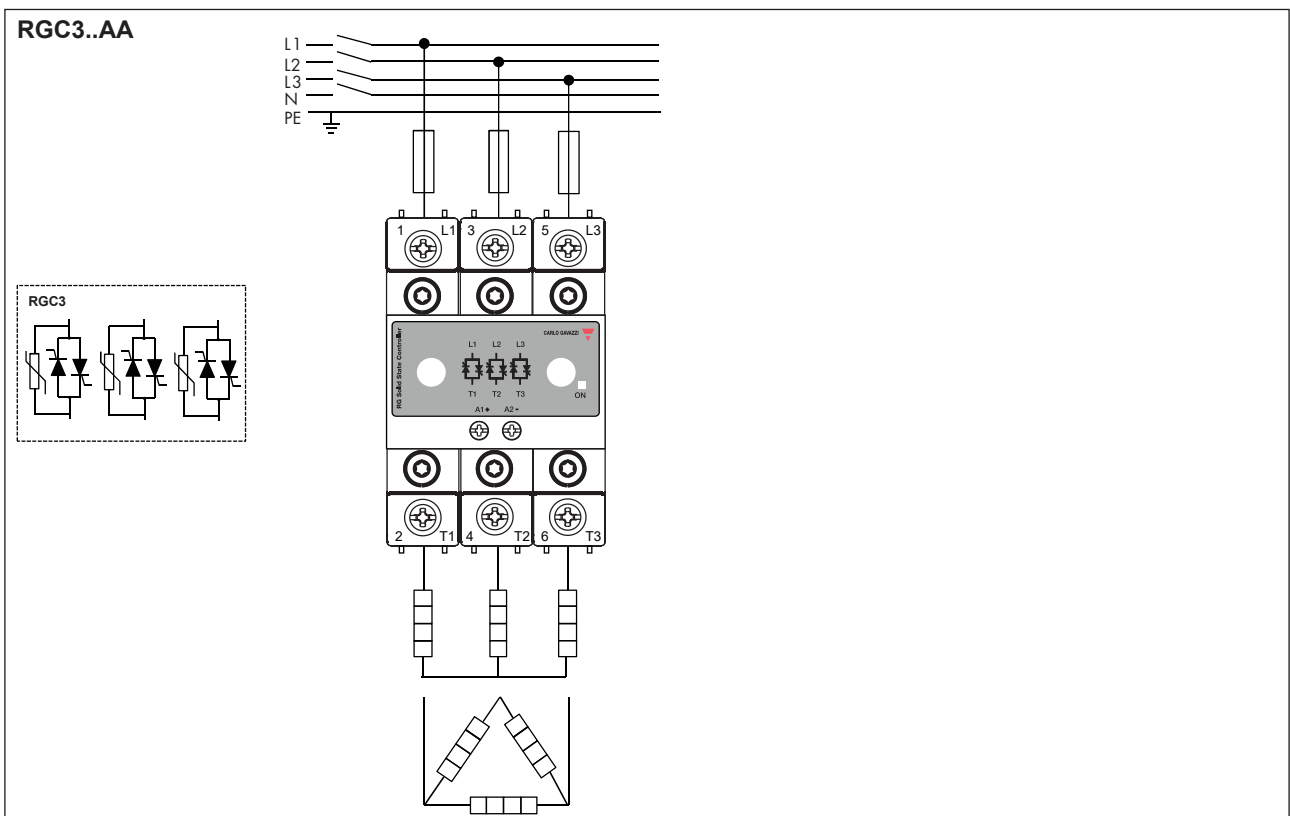 RGC3..AA
L1
L2
L3
N
PE
1 L1 3 L2 5 L3
RGC3
RG Solid State Controller
CARLO GAVAZZI
L1 L2 L3
T1 T2 T3
ON
A1+ A2-
2 T1 4 T2 6 T3